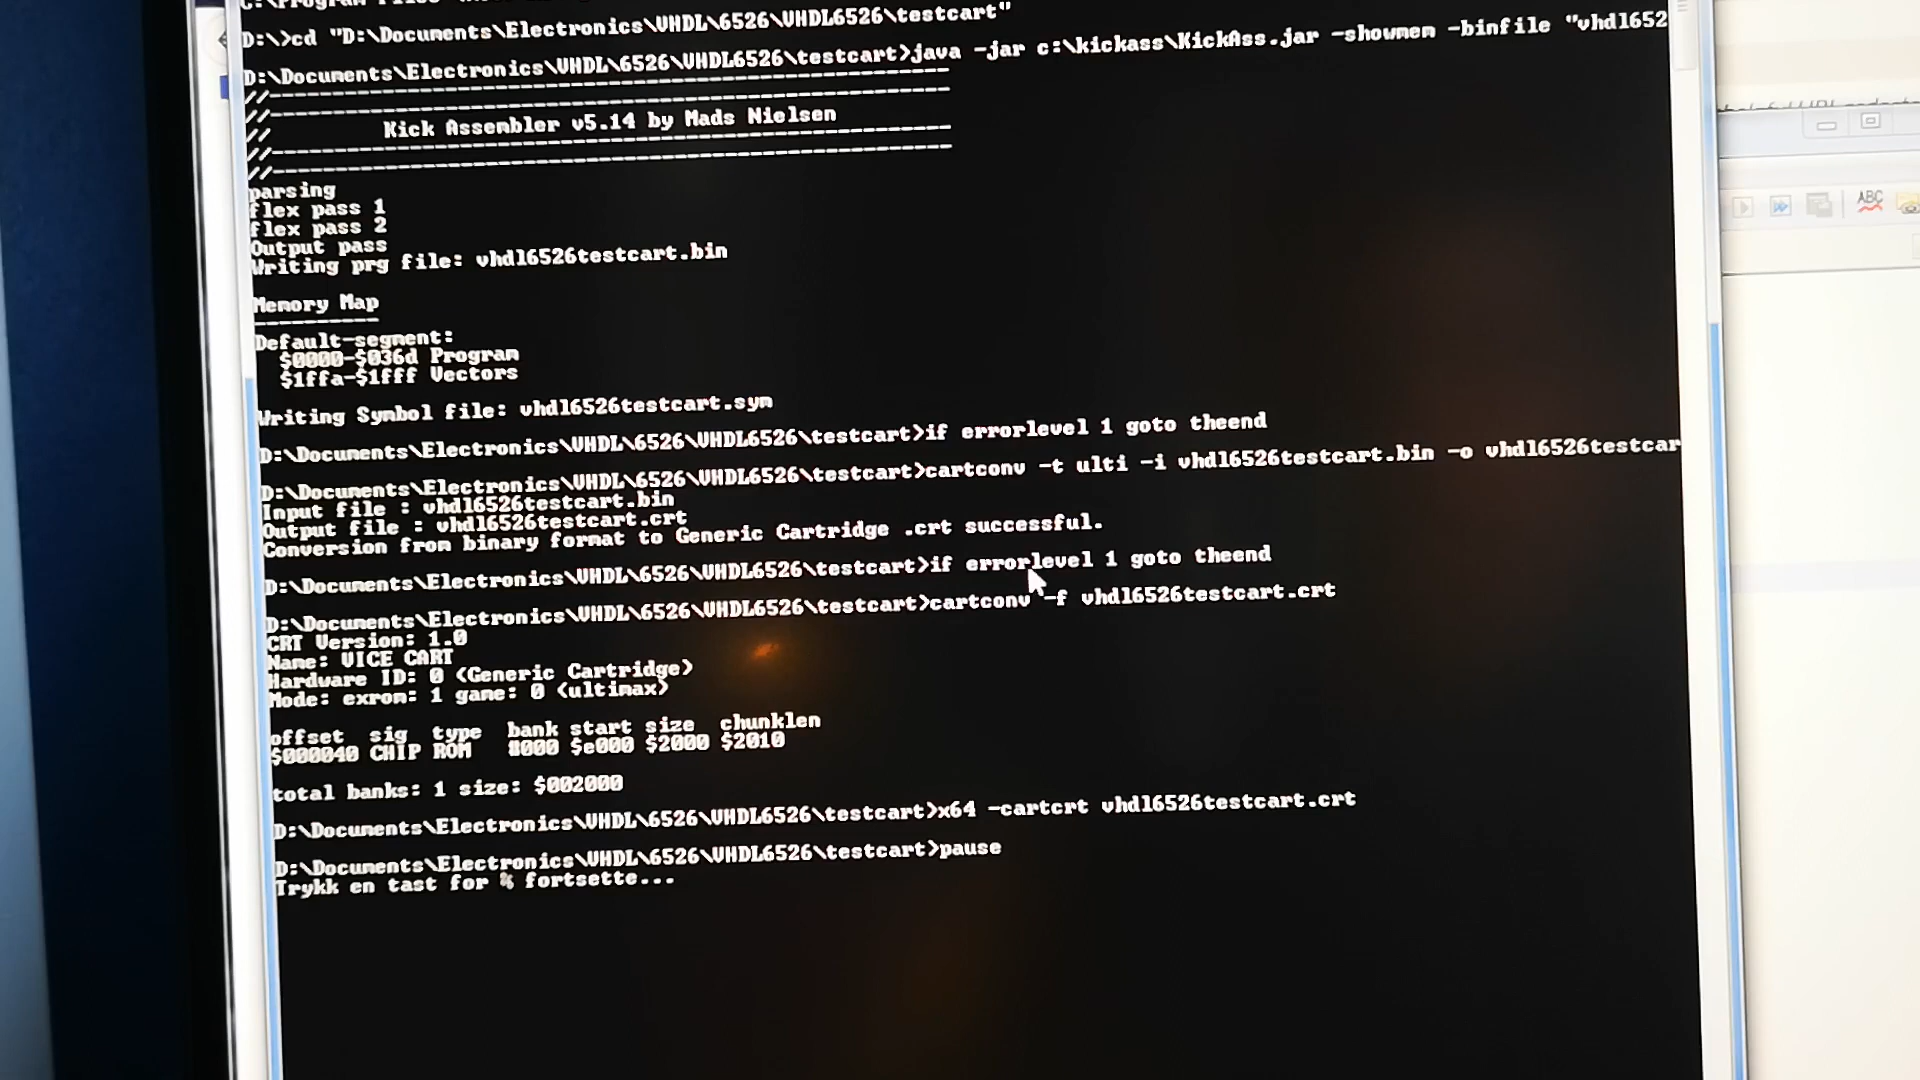 D:\>cd "D:\Documents\Electronics\VHDL\6526\VHDL6526\testcart"
D:\Documents\Electronics\VHDL\6526\VHDL6526\testcart>java -jar c:\kickass\KickAss.jar -showmem -binfile "vhdl652
//------------------------------------------------------
//------------------------------------------------------
//         Kick Assembler v5.14 by Mads Nielsen
//------------------------------------------------------
//------------------------------------------------------
parsing
flex pass 1
flex pass 2
Output pass
Writing prg file: vhdl6526testcart.bin
Memory Map
----------
Default-segment:
  $0000-$036d Program
  $1ffa-$1fff Vectors
Writing Symbol file: vhdl6526testcart.sym
D:\Documents\Electronics\VHDL\6526\VHDL6526\testcart>if errorlevel 1 goto theend
D:\Documents\Electronics\VHDL\6526\VHDL6526\testcart>cartconv -t ulti -i vhdl6526testcart.bin -o vhdl6526testcar
Input file : vhdl6526testcart.bin
Output file : vhdl6526testcart.crt
Conversion from binary format to Generic Cartridge .crt successful.
D:\Documents\Electronics\VHDL\6526\VHDL6526\testcart>if errorlevel 1 goto theend
D:\Documents\Electronics\VHDL\6526\VHDL6526\testcart>cartconv -f vhdl6526testcart.crt
CRT Version: 1.0
Name: VICE CART
Hardware ID: 0 (Generic Cartridge)
Mode: exrom: 1 game: 0 (ultimax)
offset  sig  type  bank start size  chunklen
$000040 CHIP ROM   $000 $e000 $2000 $2010
total banks: 1 size: $002000
D:\Documents\Electronics\VHDL\6526\VHDL6526\testcart>x64 -cartcrt vhdl6526testcart.crt
D:\Documents\Electronics\VHDL\6526\VHDL6526\testcart>pause
Trykk en tast for fortsette...
ABC